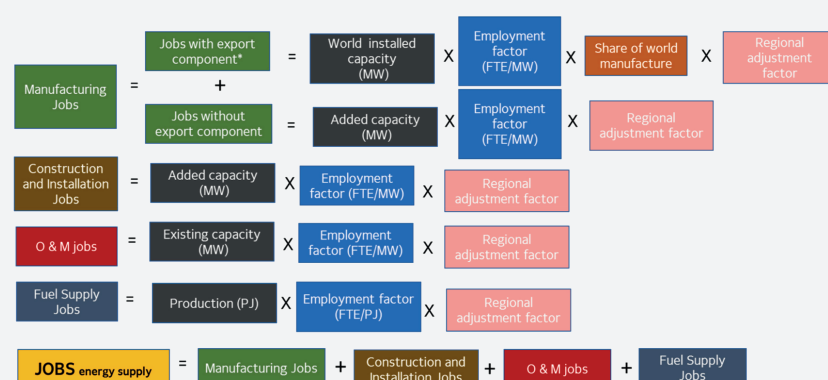 Manufacturing
Jobs
=
Jobs with export
component*
=
World installed
capacity
(MW)
X
Employment
factor
(FTE/MW)
X
Share of world
manufacture
X
Regional
adjustment
factor
+
Jobs without
export component
=
Added capacity
(MW)
X
Employment
factor
(FTE/MW)
X
Regional
adjustment factor
Construction
and Installation
Jobs
=
Added capacity
(MW)
X
Employment
factor (FTE/MW)
X
Regional
adjustment factor
O & M jobs
=
Existing capacity
(MW)
X
Employment
factor (FTE/MW)
X
Regional
adjustment factor
Fuel Supply
Jobs
=
Production (PJ)
X
Employment factor
(FTE/PJ)
X
Regional
adjustment factor
JOBS energy supply
=
Manufacturing Jobs
+
Construction and
Installation Jobs
+
O & M jobs
+
Fuel Supply
Jobs